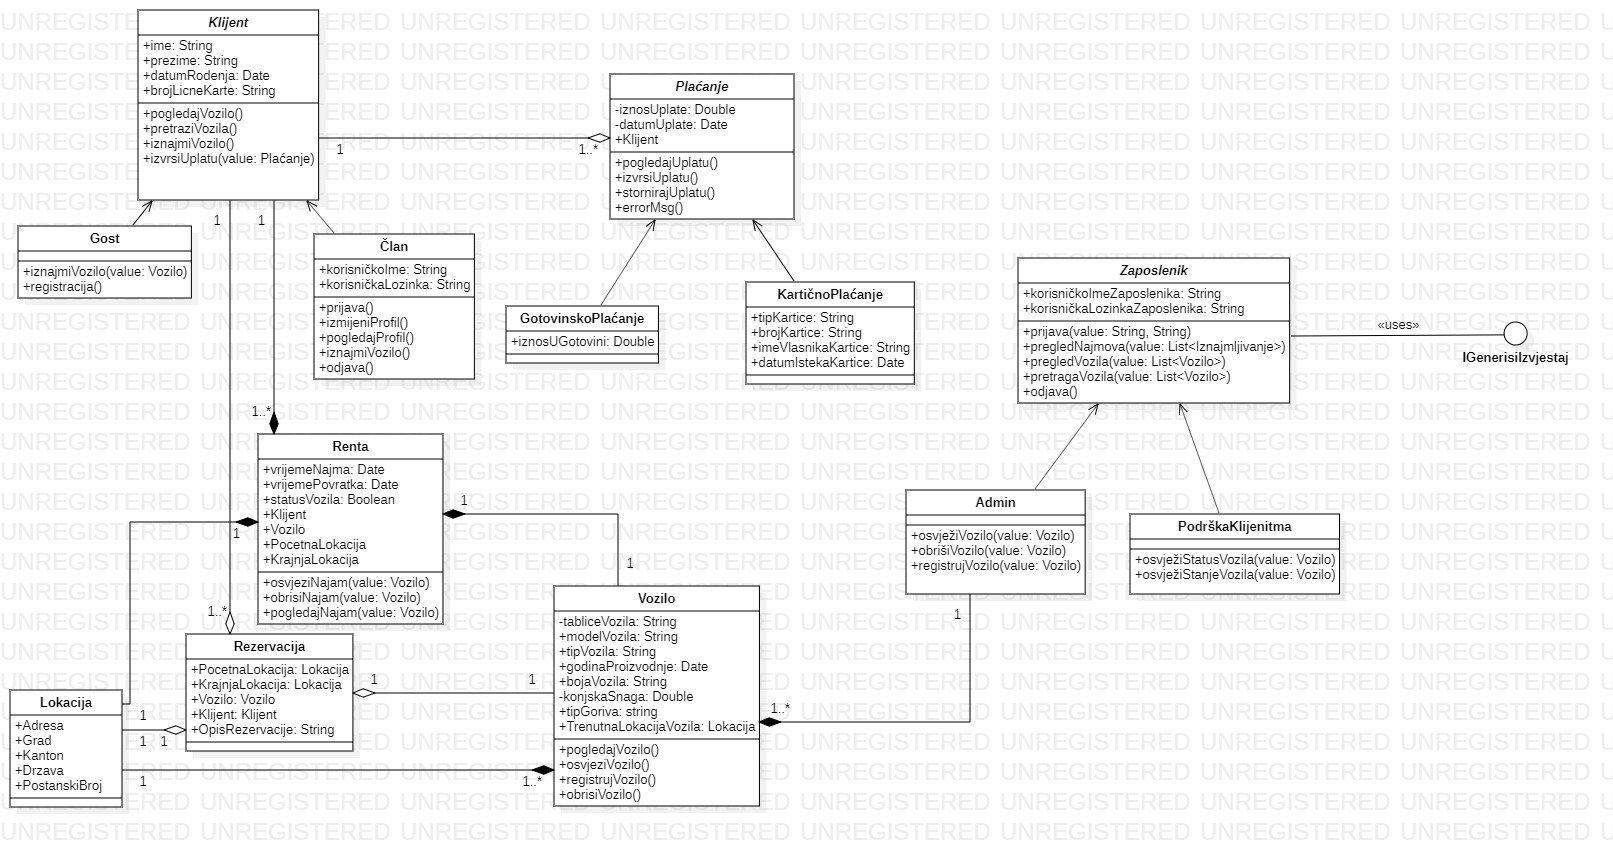 Klijent
+ime: String
+prezime: String
+datumRodenja: Date
+brojLicneKarte: String
+pogledajVozilo()
+pretraziVozila()
+iznajmiVozilo()
+izvrsiUplatu(value: Plaćanje)
1
1..*
Plaćanje
-iznosUplate: Double
-datumUplate: Date
+Klijent
+pogledajUplatu()
+izvrsiUplatu()
+stornirajUplatu()
+errorMsg()
1
1
Gost
+iznajmiVozilo(value: Vozilo)
+registracija()
Član
+korisničkoIme: String
+korisničkaLozinka: String
+prijava()
+izmijeniProfil()
+pogledajProfil()
+iznajmiVozilo()
+odjava()
GotovinskoPlaćanje
+iznosUGotovini: Double
KartičnoPlaćanje
+tipKartice: String
+brojKartice: String
+imeVlasnikaKartice: String
+datumIstekaKartice: Date
Zaposlenik
+korisničkoImeZaposlenika: String
+korisničkaLozinkaZaposlenika: String
+prijava(value: String, String)
+pregledNajmova(value: List<Iznajmljivanje>)
+pregledVozila(value: List<Vozilo>)
+pretragaVozila(value: List<Vozilo>)
+odjava()
«uses»
IGenerisiIzvjestaj
1..*
Renta
+vrijemeNajma: Date
+vrijemePovratka: Date
+statusVozila: Boolean
+Klijent
+Vozilo
+PocetnaLokacija
+KrajnjaLokacija
+osvjeziNajam(value: Vozilo)
+obrisiNajam(value: Vozilo)
+pogledajNajam(value: Vozilo)
1
1
1
Admin
+osvježiVozilo(value: Vozilo)
+obrišiVozilo(value: Vozilo)
+registrujVozilo(value: Vozilo)
PodrškaKlijenitma
+osvježiStatusVozila(value: Vozilo)
+osvježiStanjeVozila(value: Vozilo)
1
1..*
Rezervacija
+PocetnaLokacija: Lokacija
+KrajnjaLokacija: Lokacija
+Vozilo: Vozilo
+Klijent: Klijent
+OpisRezervacije: String
1
1
Vozilo
-tabliceVozila: String
+modelVozila: String
+tipVozila: String
+godinaProizvodnje: Date
+bojaVozila: String
-konjskaSnaga: Double
+tipGoriva: string
+TrenutnaLokacijaVozila: Lokacija
+pogledajVozilo()
+osvjeziVozilo()
+registrujVozilo()
+obrisiVozilo()
1..*
Lokacija
+Adresa
+Grad
+Kanton
+Drzava
+PostanskiBroj
1
1
1
1
1..*
UNREGISTERED